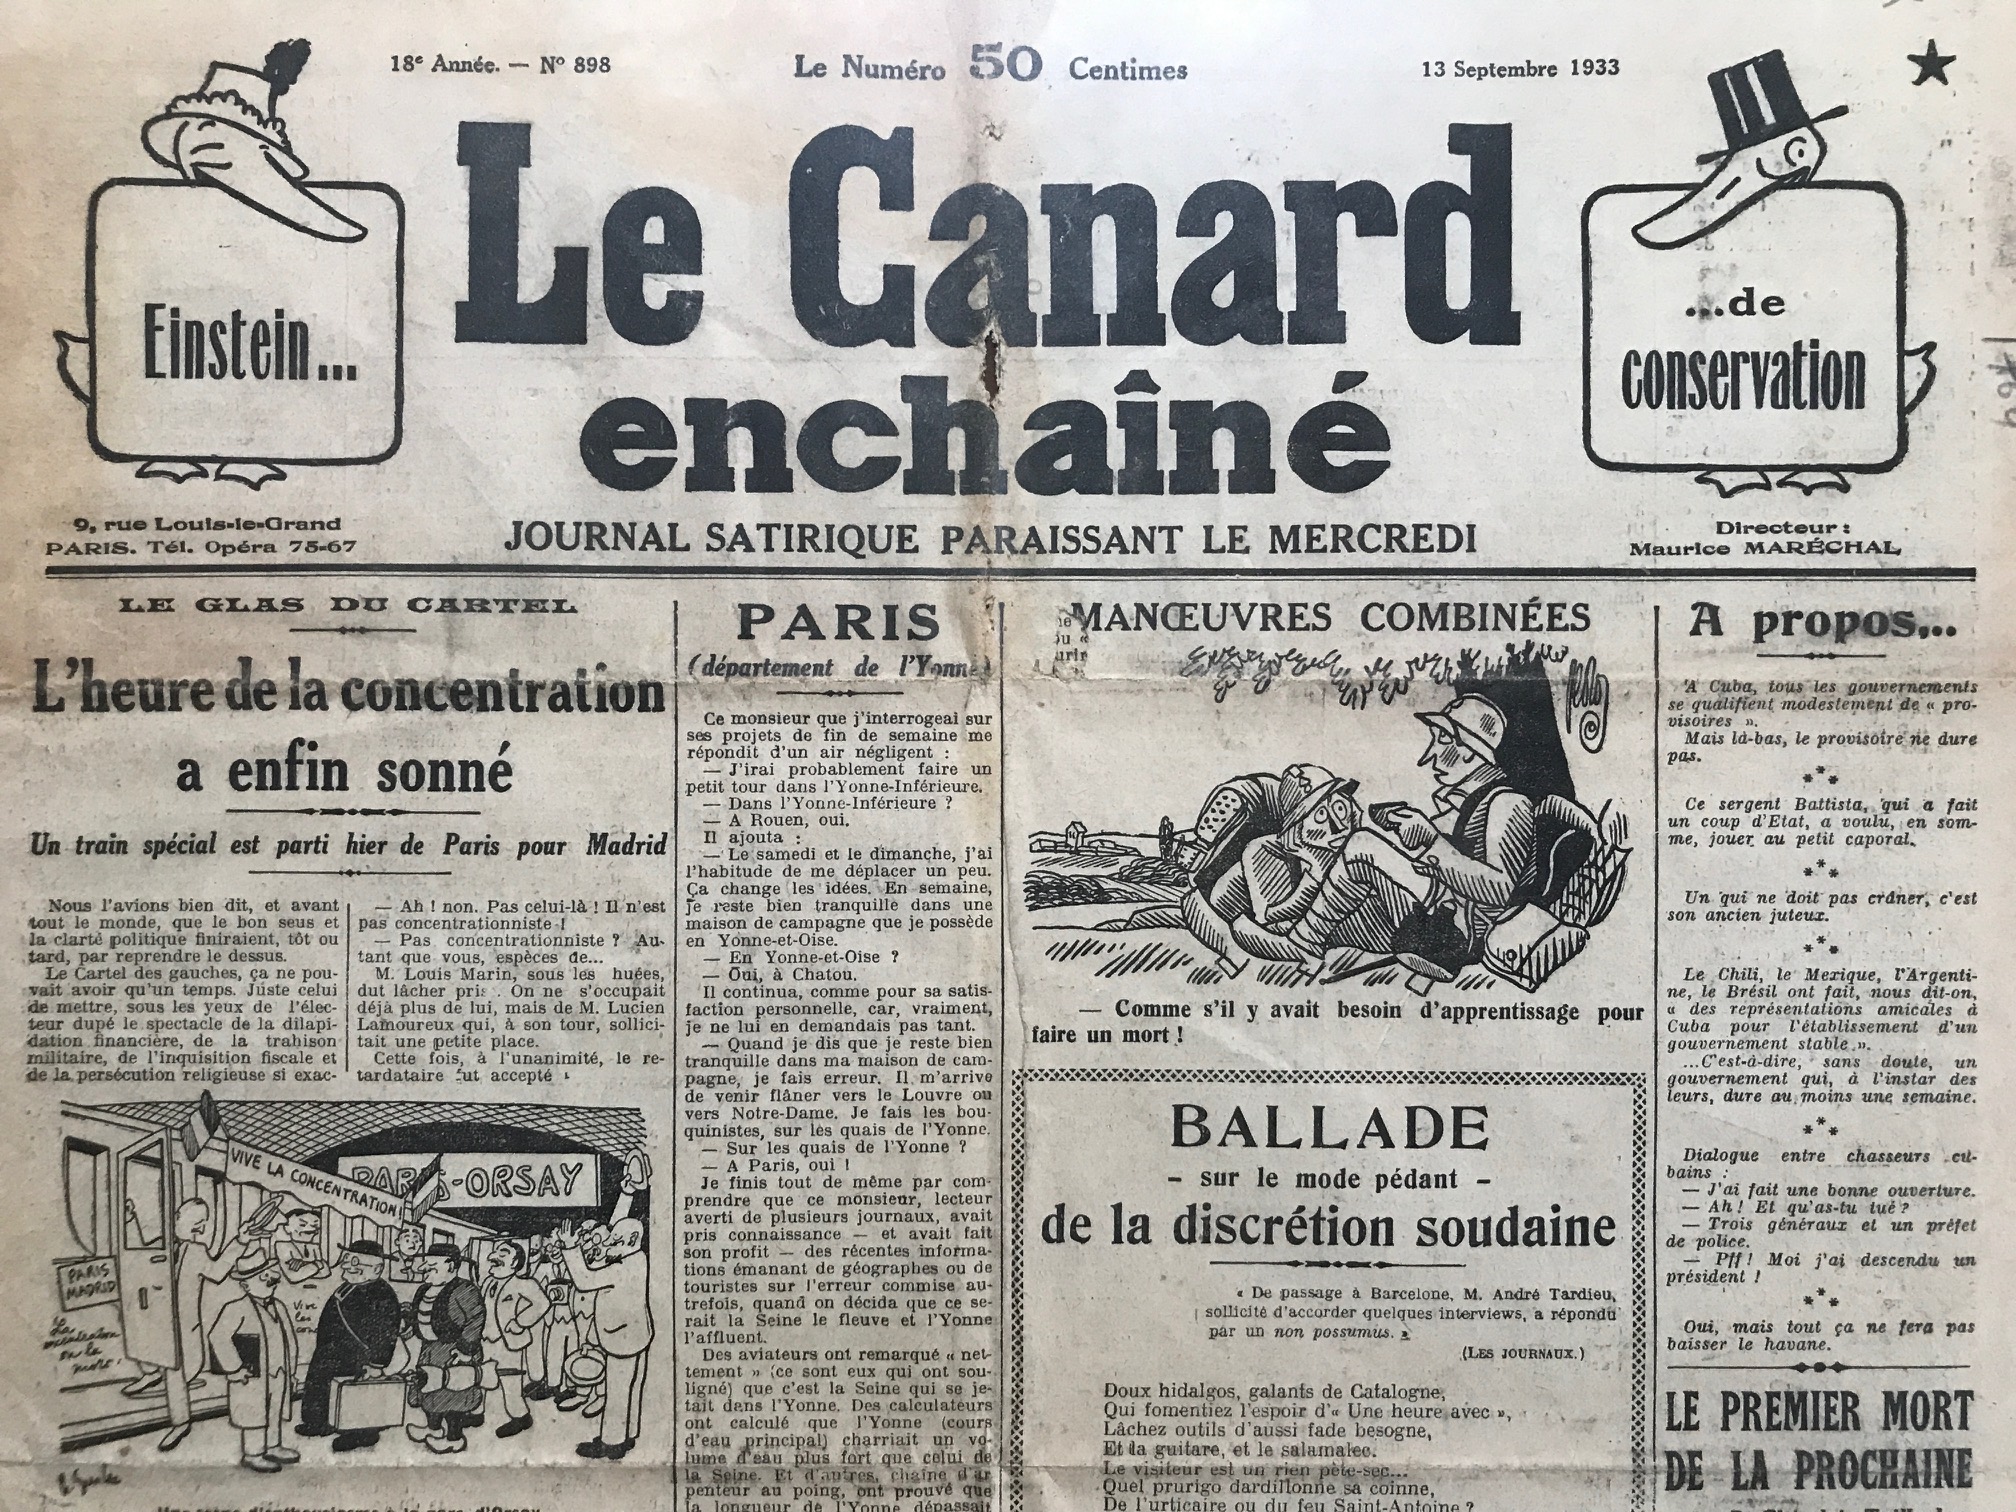 18e Année. — No 898
Le Numéro 50 Centimes
13 Septembre 1933
Einstein...
Le Canard
enchaîné
...de
conservation
9, rue Louis-le-Grand
PARIS. Tél. Opéra 75-67
JOURNAL SATIRIQUE PARAISSANT LE MERCREDI
Directeur :
Maurice MARÉCHAL
LE GLAS DU CARTEL
L'heure de la concentration
a enfin sonné
Un train spécial est parti hier de Paris pour Madrid
Nous l'avions bien dit, et avant
tout le monde, que le bon seus et
la clarté politique finiraient, tôt ou
tard, par reprendre le dessus.
Le Cartel des gauches, ça ne pou-
vait avoir qu'un temps. Juste celui
de mettre, sous les yeux de l'élec-
teur dupé le spectacle de la dilapi-
dation financière, de la trahison
militaire, de l'inquisition fiscale et
de la persécution religieuse si exac-
— Ah ! non. Pas celui-là ! Il n'est
pas concentrationniste !
— Pas concentrationniste ? Au-
tant que vous, espèces de...
M. Louis Marin, sous les huées,
dut lâcher pris . On ne s'occupait
déjà plus de lui, mais de M. Lucien
Lamoureux qui, à son tour, sollici-
tait une petite place.
Cette fois, à l'unanimité, le re-
tardataire fut accepté
VIVE LA CONCENTRATION!
PARIS-ORSAY
PARIS
MADRID
La
concentration
ou la
mort!
Vive
les
con
PARIS
(département de l'Yonne)
Ce monsieur que j'interrogeai sur
ses projets de fin de semaine me
répondit d'un air négligent :
— J'irai probablement faire un
petit tour dans l'Yonne-Inférieure.
— Dans l'Yonne-Inférieure ?
— A Rouen, oui.
Il ajouta :
— Le samedi et le dimanche, j'ai
l'habitude de me déplacer un peu.
Ça change les idées. En semaine,
je reste bien tranquille dans une
maison de campagne que je possède
en Yonne-et-Oise.
— En Yonne-et-Oise ?
— Oui, à Chatou.
Il continua, comme pour sa satis-
faction personnelle, car, vraiment,
je ne lui en demandais pas tant.
— Quand je dis que je reste bien
tranquille dans ma maison de cam-
pagne, je fais erreur. Il m'arrive
de venir flâner vers le Louvre ou
vers Notre-Dame. Je fais les bou-
quinistes, sur les quais de l'Yonne.
— Sur les quais de l'Yonne ?
— A Paris, oui !
Je finis tout de même par com-
prendre que ce monsieur, lecteur
averti de plusieurs journaux, avait
pris connaissance — et avait fait
son profit — des récentes informa-
tions émanant de géographes ou de
touristes sur l'erreur commise au-
trefois, quand on décida que ce se-
rait la Seine le fleuve et l'Yonne
l'affluent.
Des aviateurs ont remarqué « net-
tement » (ce sont eux qui ont sou-
ligné) que c'est la Seine qui se je-
tait dans l'Yonne. Des calculateurs
ont calculé que l'Yonne (cours
d'eau principal) charriait un vo-
lume d'eau plus fort que celui de
la Seine. Et d'autres, chaîne d'ar
penteur au poing, ont prouvé que
la longueur de l'Yonne dépassait
MANŒUVRES COMBINÉES
— Comme s'il y avait besoin d'apprentissage pour
faire un mort !
BALLADE
- sur le mode pédant -
de la discrétion soudaine
« De passage à Barcelone, M. André Tardieu,
sollicité d'accorder quelques interviews, a répondu
par un non possumus. »
(LES JOURNAUX.)
Doux hidalgos, galants de Catalogne,
Qui fomentiez l'espoir d'« Une heure avec »,
Lâchez outils d'aussi fade besogne,
Et la guitare, et le salamalec.
Le visiteur est un rien pète-sec...
Quel prurigo dardillonne sa coinne,
De l'urticaire ou du feu Saint-Antoine ?
A propos...
A Cuba, tous les gouvernements
se qualifient modestement de « pro-
visoires ».
Mais là-bas, le provisoire ne dure
pas.
Ce sergent Battista, qui a fait
un coup d'Etat, a voulu, en som-
me, jouer au petit caporal.
Un qui ne doit pas crâner, c'est
son ancien juteux.
Le Chili, le Mexique, l'Argenti-
ne, le Brésil ont fait, nous dit-on,
« des représentations amicales à
Cuba pour l'établissement d'un
gouvernement stable ».
...C'est-à-dire, sans doute, un
gouvernement qui, à l'instar des
leurs, dure au moins une semaine.
Dialogue entre chasseurs cu-
bains :
— J'ai fait une bonne ouverture.
— Ah ! Et qu'as-tu tué ?
— Trois généraux et un préfet
de police.
— Pff ! Moi j'ai descendu un
président !
Oui, mais tout ça ne fera pas
baisser le havane.
LE PREMIER MORT
DE LA PROCHAINE